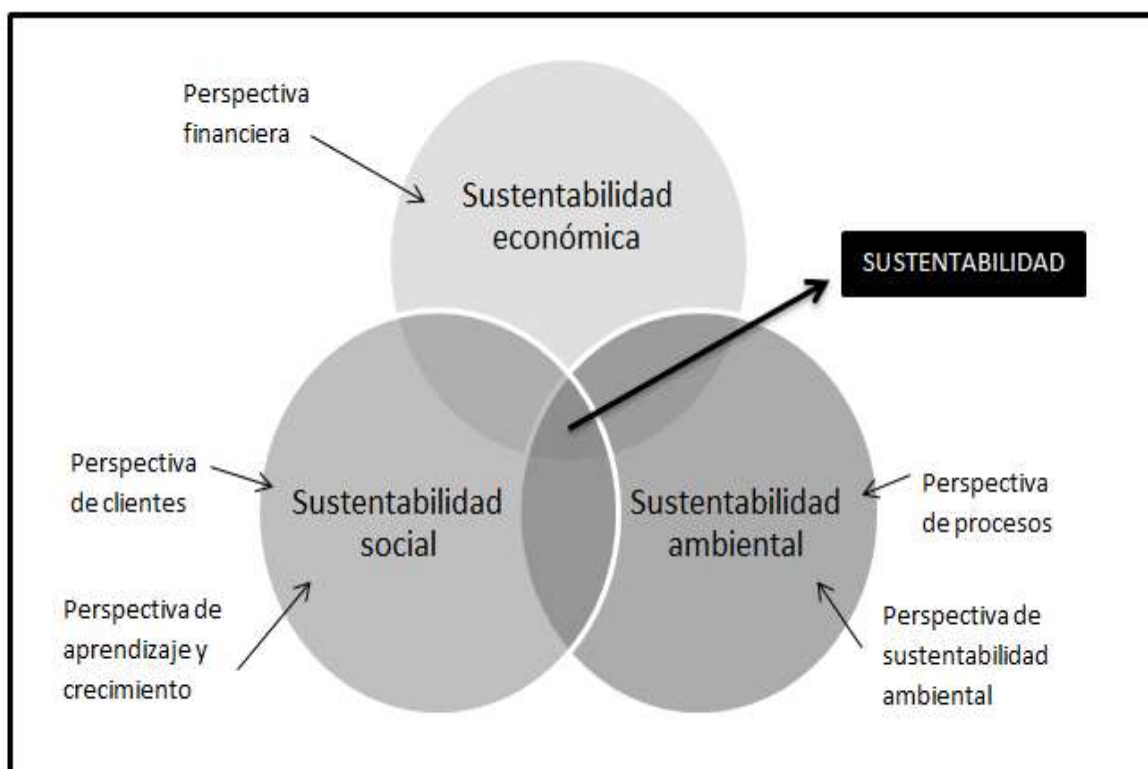 Perspectiva
financiera
Sustentabilidad
económica
SUSTENTABILIDAD
Perspectiva
de clientes
Sustentabilidad
social
Sustentabilidad
ambiental
Perspectiva
de procesos
Perspectiva de
aprendizaje y
crecimiento
Perspectiva de
sustentabilidad
ambiental